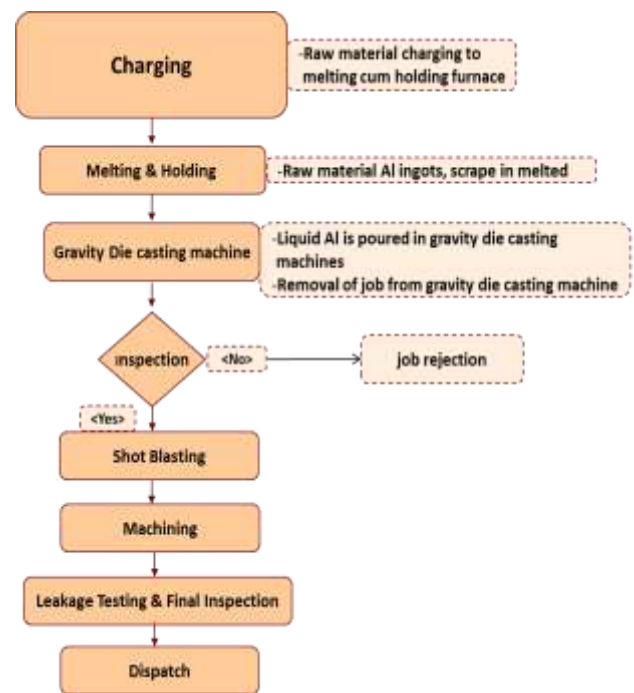 Charging
-Raw material charging to
melting cum holding furnace
Melting & Holding
-Raw material Al ingots, scrape in melted
Gravity Die casting machine
-Liquid Al is poured in gravity die casting
machines
-Removal of job from gravity die casting machine
Inspection
<No>
job rejection
<Yes>
Shot Blasting
Machining
Leakage Testing & Final Inspection
Dispatch